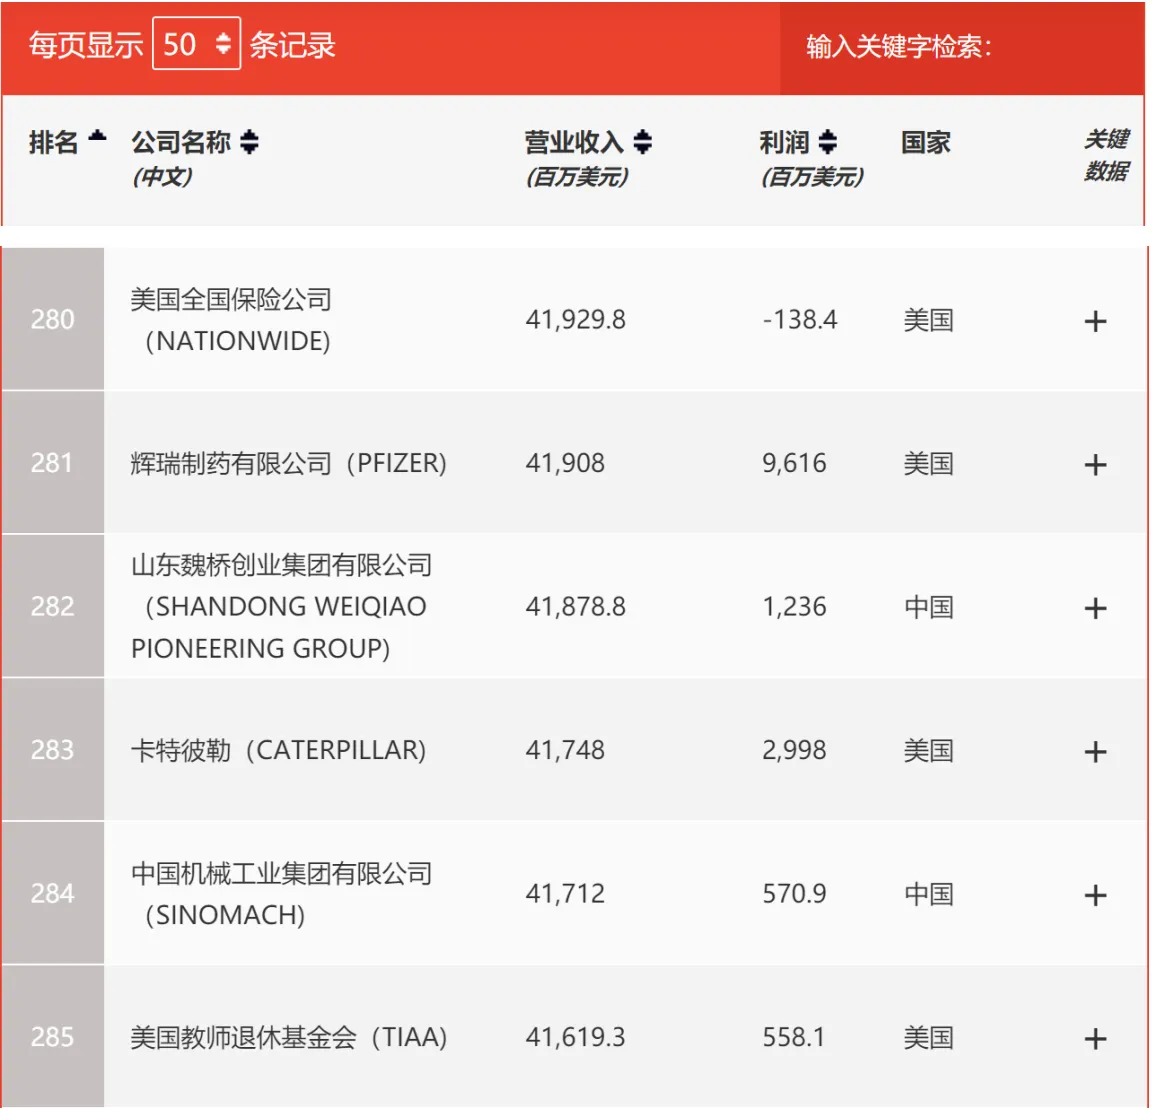 每页显示 50 条记录 输入关键字检索：
排名 公司名称 营业收入 利润 国家 关键
(中文) (百万美元) (百万美元) 数据
280 美国全国保险公司 41,929.8 -138.4 美国 +
（NATIONWIDE)
281 辉瑞制药有限公司（PFIZER) 41,908 9,616 美国 +
山东魏桥创业集团有限公司
282 （SHANDONG WEIQIAO 41,878.8 1,236 中国 +
PIONEERING GROUP)
283 卡特彼勒（CATERPILLAR) 41,748 2,998 美国 +
284 中国机械工业集团有限公司 41,712 570.9 中国 +
（SINOMACH)
285 美国教师退休基金会（TIAA) 41,619.3 558.1 美国 +